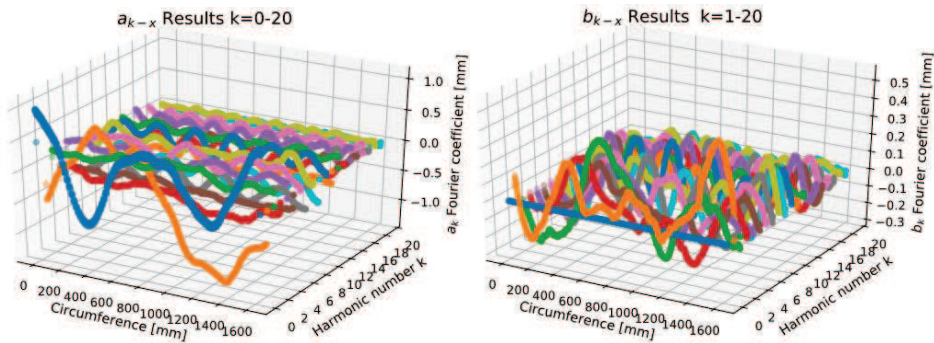 a_{k-x} Results k=0-20
1.0
0.5
0.0
−0.5
−1.0
a_k Fourier coefficient [mm]
0 200 400 600 800 1000 1200 1400 1600
Circumference [mm]
0 2 4 6 8 10 12 14 16 18 20
Harmonic number k
b_{k-x} Results k=1-20
0.5
0.4
0.3
0.2
0.1
0.0
−0.1
−0.2
−0.3
b_k Fourier coefficient [mm]
0 200 400 600 800 1000 1200 1400 1600
Circumference [mm]
0 2 4 6 8 10 12 14 16 18 20
Harmonic number k